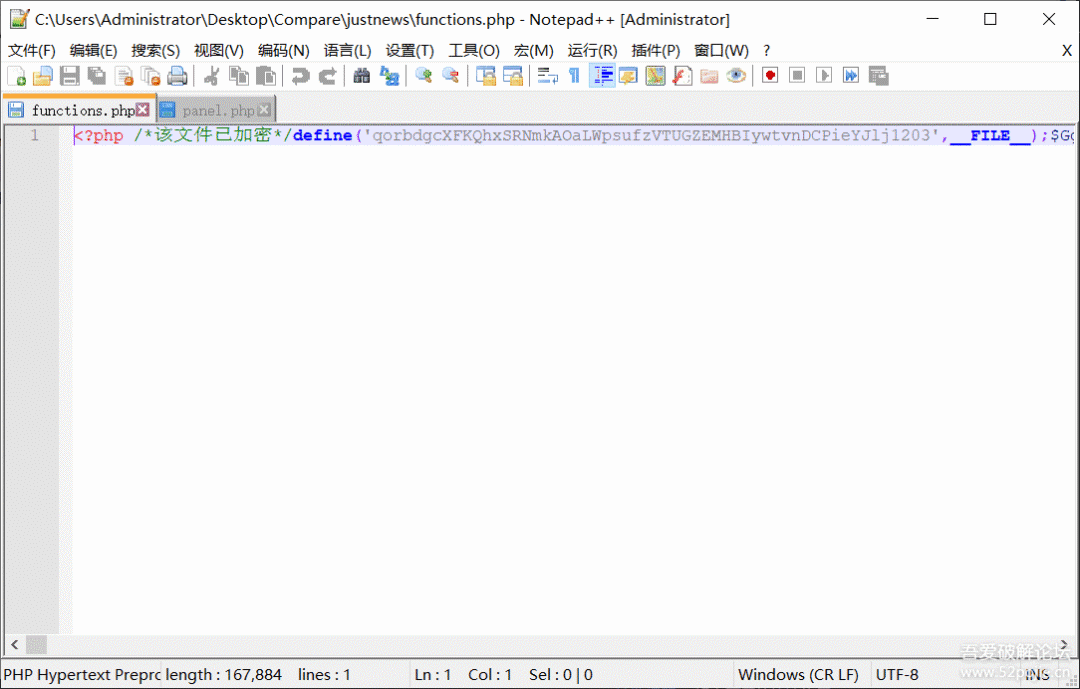 C:\Users\Administrator\Desktop\Compare\justnews\functions.php - Notepad++ [Administrator]
文件(F) 编辑(E) 搜索(S) 视图(V) 编码(N) 语言(L) 设置(T) 工具(O) 宏(M) 运行(R) 插件(P) 窗口(W) ? X
functions.php panel.php
1 <?php /*该文件已加密*/define('qorbdgcXFKQhxSRNmkAOaLWpsufzVTUGZEMHBIywtvnDCPieYJlj1203',__FILE__);$Gg
吾爱破解论坛
www.52pojie.cn
PHP Hypertext Preproc length : 167,884 lines : 1 Ln : 1 Col : 1 Sel : 0 | 0 Windows (CR LF) UTF-8 INS